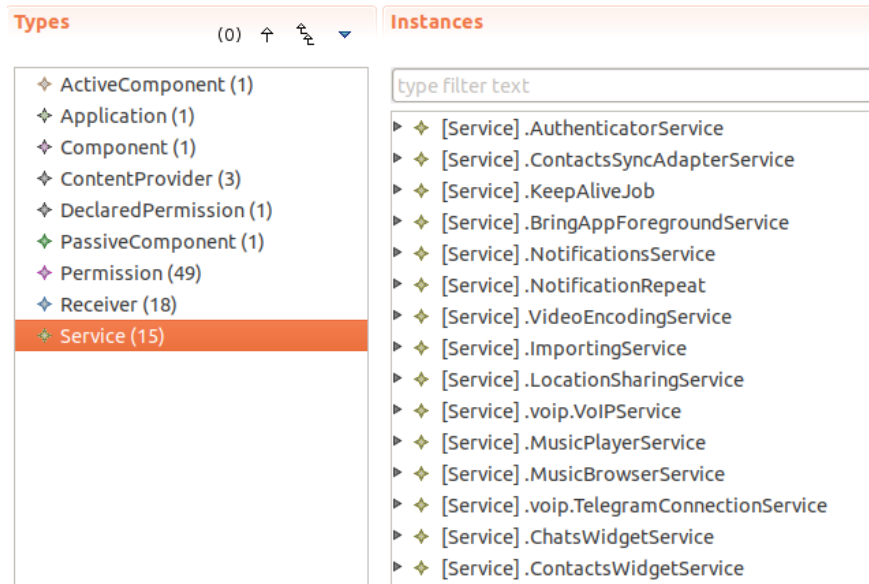 Types
(0)
ActiveComponent (1)
Application (1)
Component (1)
ContentProvider (3)
DeclaredPermission (1)
PassiveComponent (1)
Permission (49)
Receiver (18)
Service (15)
Instances
type filter text
[Service] .AuthenticatorService
[Service] .ContactsSyncAdapterService
[Service] .KeepAliveJob
[Service] .BringAppForegroundService
[Service] .NotificationsService
[Service] .NotificationRepeat
[Service] .VideoEncodingService
[Service] .ImportingService
[Service] .LocationSharingService
[Service] .voip.VoIPService
[Service] .MusicPlayerService
[Service] .MusicBrowserService
[Service] .voip.TelegramConnectionService
[Service] .ChatsWidgetService
[Service] .ContactsWidgetService